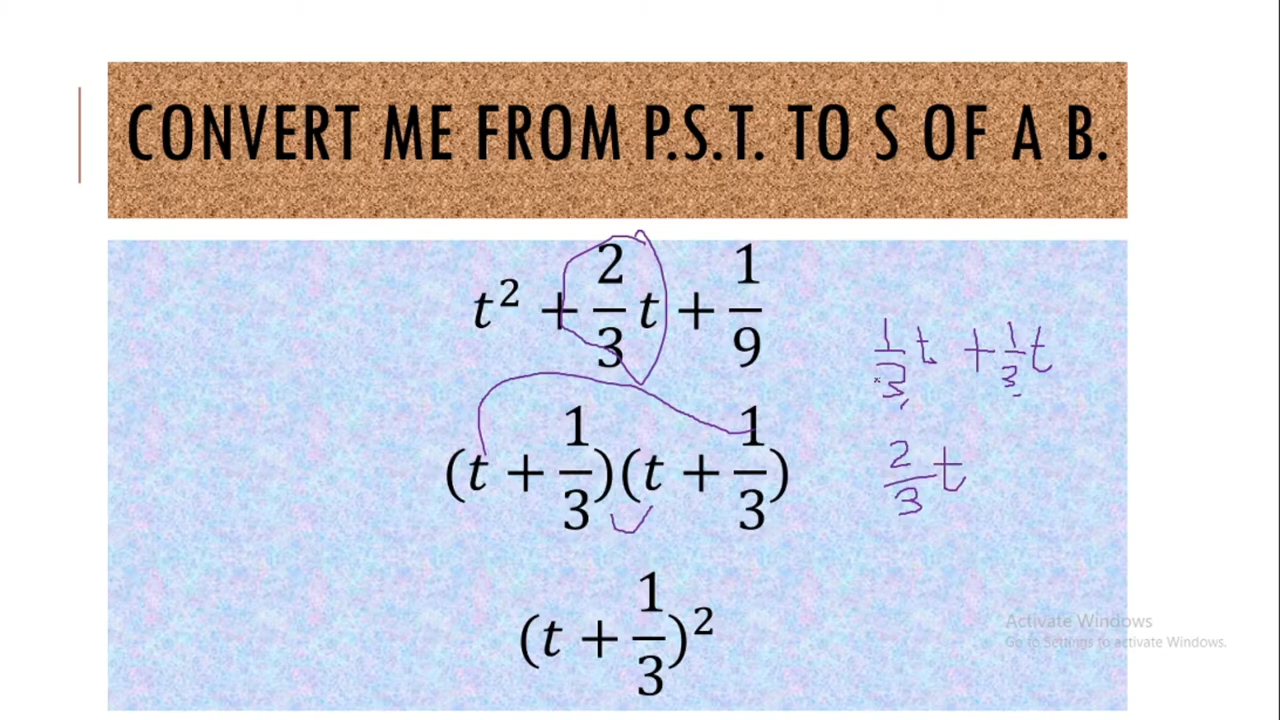 CONVERT ME FROM P.S.T. TO S OF A B.
t² + 2/3 t + 1/9
1/3 t + 1/3 t
(t + 1/3)(t + 1/3)
2/3 t
(t + 1/3)²
Activate Windows
Go to Settings to activate Windows.